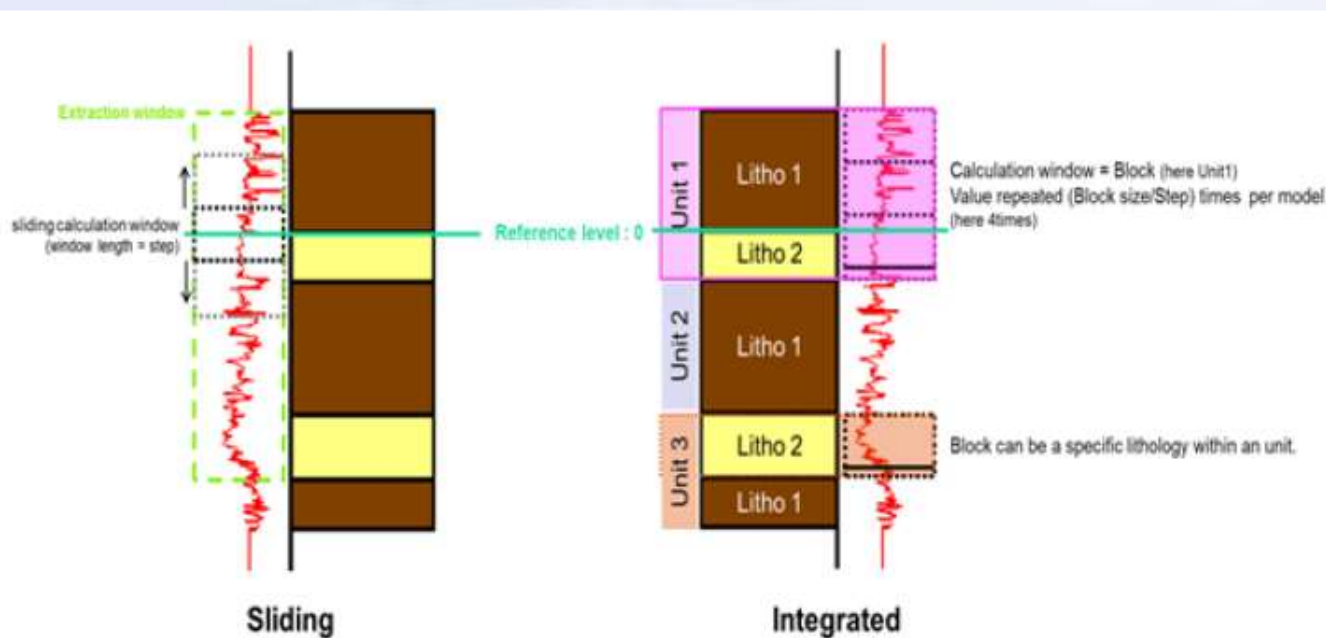 Extraction window
sliding calculation window
(window length = step)
Reference level : 0
Unit 1
Litho 1
Litho 2
Unit 2
Litho 1
Unit 3
Litho 2
Litho 1
Calculation window = Block (here Unit1)
Value repeated (Block size/Step) times per model
(here 4times)
Block can be a specific lithology within an unit.
Sliding
Integrated